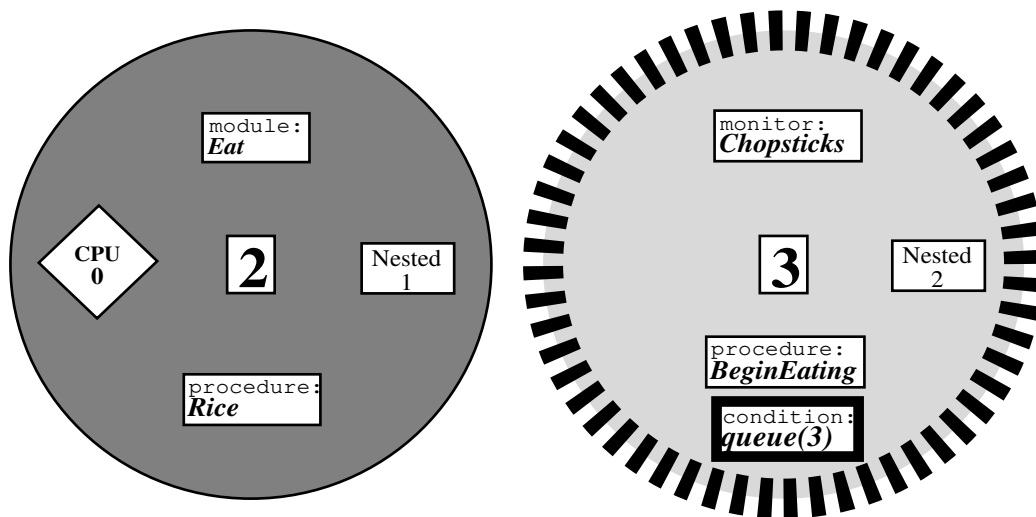 module:
Eat
CPU
0
2
Nested
1
procedure:
Rice
monitor:
Chopsticks
3
Nested
2
procedure:
BeginEating
condition:
queue(3)